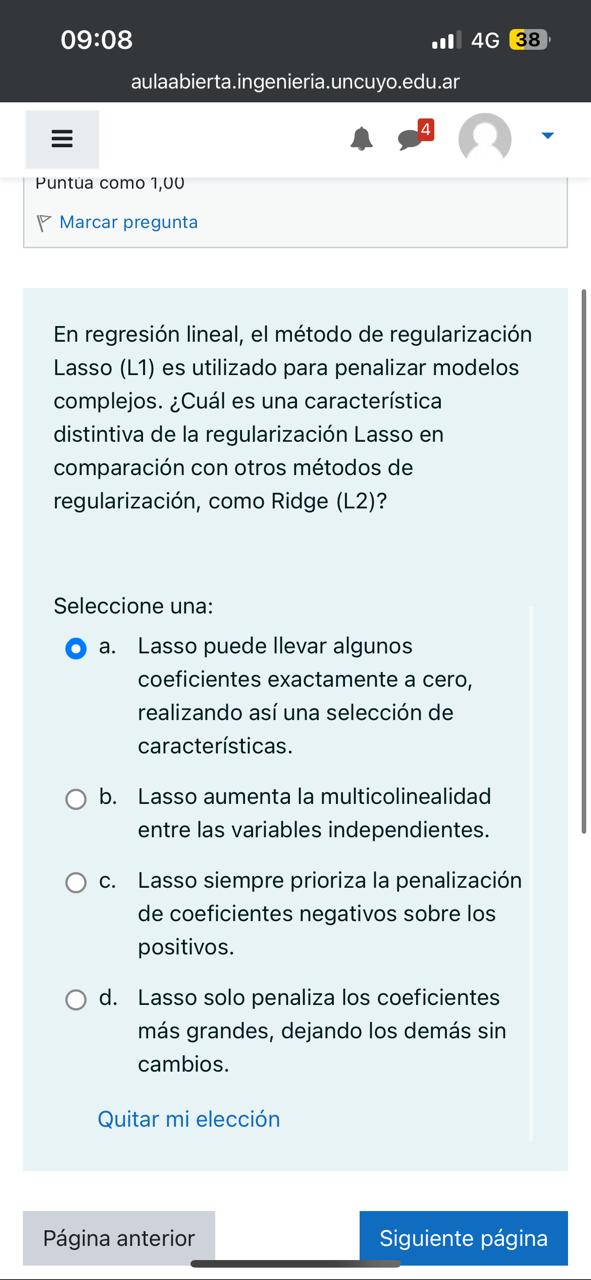 09:08
4G 38
aulaabierta.ingenieria.uncuyo.edu.ar
4
Puntúa como 1,00
Marcar pregunta
En regresión lineal, el método de regularización
Lasso (L1) es utilizado para penalizar modelos
complejos. ¿Cuál es una característica
distintiva de la regularización Lasso en
comparación con otros métodos de
regularización, como Ridge (L2)?
Seleccione una:
a. Lasso puede llevar algunos
coeficientes exactamente a cero,
realizando así una selección de
características.
b. Lasso aumenta la multicolinealidad
entre las variables independientes.
c. Lasso siempre prioriza la penalización
de coeficientes negativos sobre los
positivos.
d. Lasso solo penaliza los coeficientes
más grandes, dejando los demás sin
cambios.
Quitar mi elección
Página anterior
Siguiente página